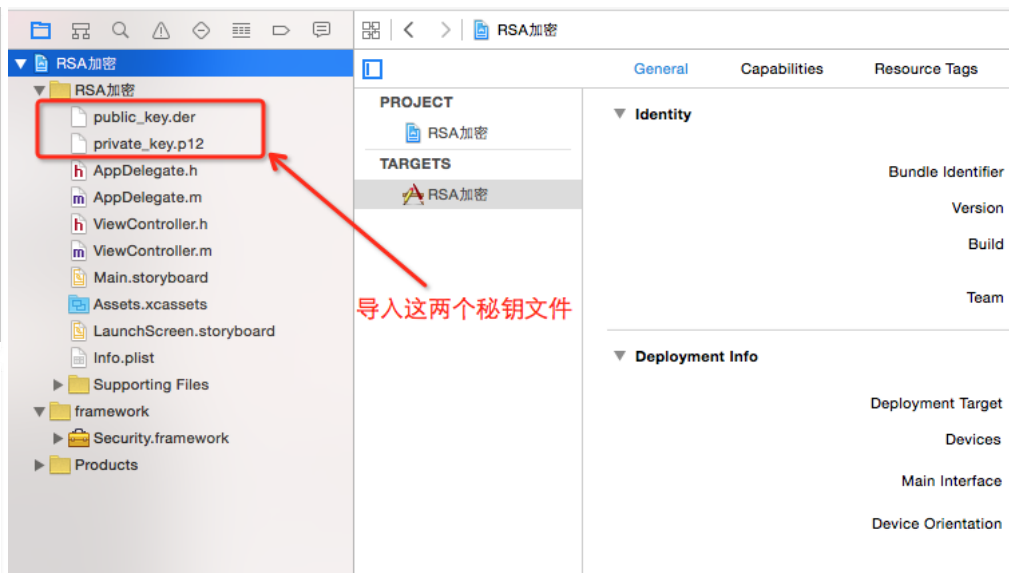 RSA加密
RSA加密
RSA加密
public_key.der
private_key.p12
h AppDelegate.h
m AppDelegate.m
h ViewController.h
m ViewController.m
Main.storyboard
Assets.xcassets
LaunchScreen.storyboard
Info.plist
Supporting Files
framework
Security.framework
Products
General Capabilities Resource Tags
PROJECT
RSA加密
TARGETS
RSA加密
导入这两个秘钥文件
Identity
Bundle Identifier
Version
Build
Team
Deployment Info
Deployment Target
Devices
Main Interface
Device Orientation